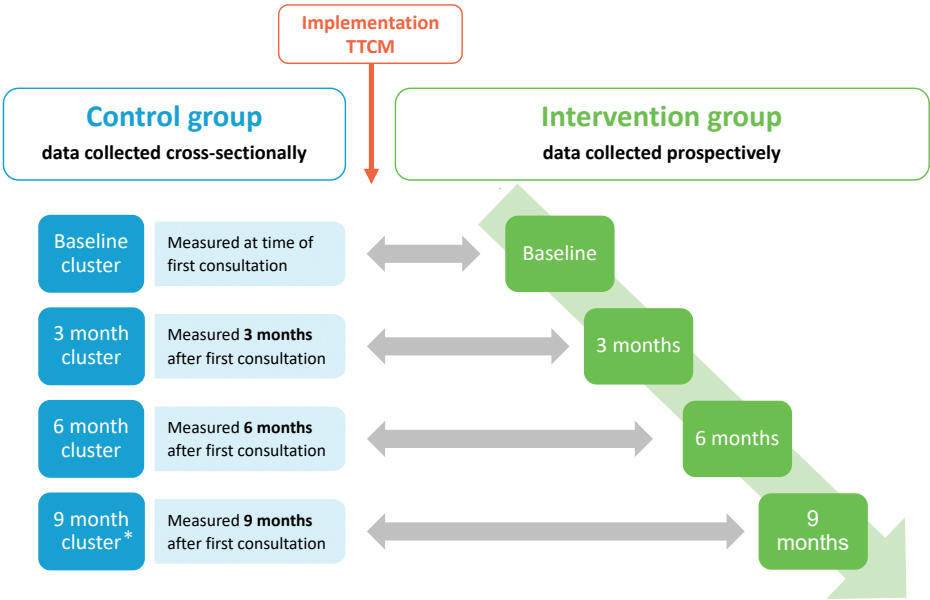 Implementation
TTCM
Control group
data collected cross-sectionally
Intervention group
data collected prospectively
Baseline
cluster
Measured at time of
first consultation
Baseline
3 month
cluster
Measured 3 months
after first consultation
3 months
6 month
cluster
Measured 6 months
after first consultation
6 months
9 month
cluster*
Measured 9 months
after first consultation
9
months